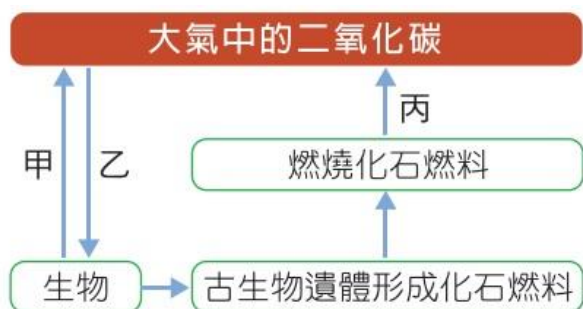 大氣中的二氧化碳
丙
甲
乙
燃燒化石燃料
生物
古生物遺體形成化石燃料